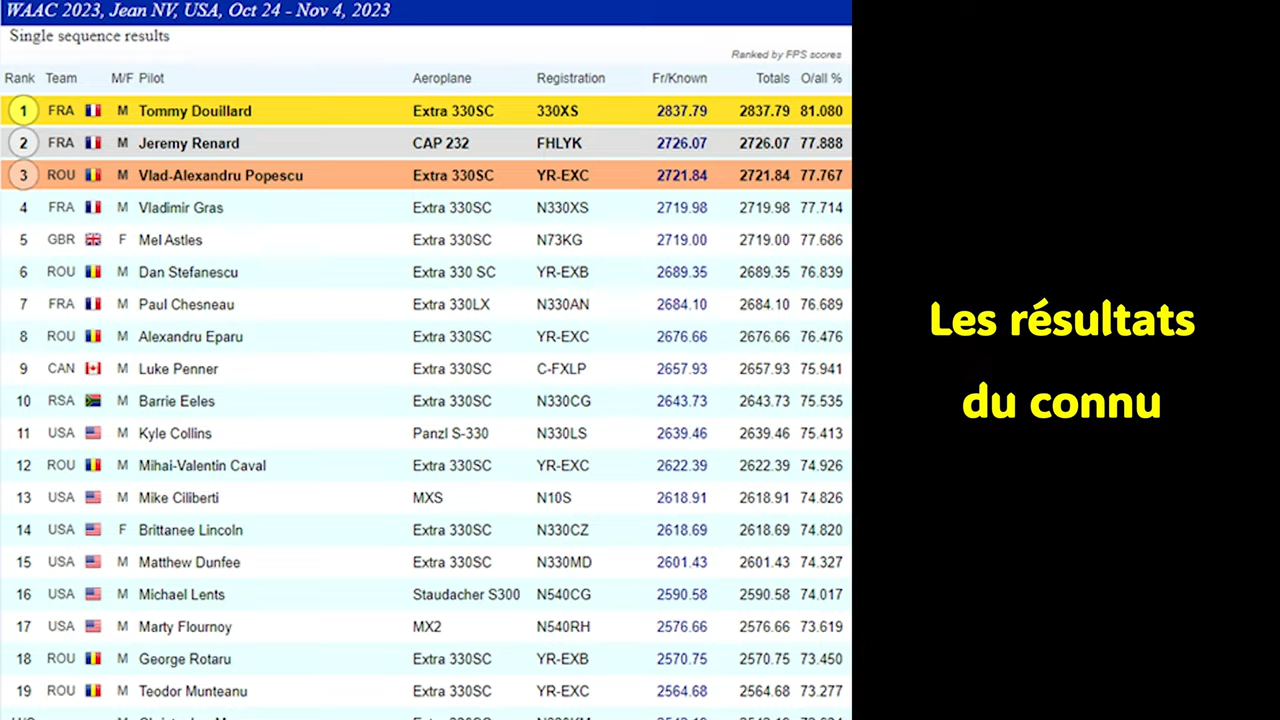 WAAC 2023, Jean NV, USA, Oct 24 - Nov 4, 2023
Single sequence results
Ranked by FPS scores
Rank Team M/F Pilot Aeroplane Registration Fr/Known Totals O/all %
1 FRA M Tommy Douillard Extra 330SC 330XS 2837.79 2837.79 81.080
2 FRA M Jeremy Renard CAP 232 FHLYK 2726.07 2726.07 77.888
3 ROU M Vlad-Alexandru Popescu Extra 330SC YR-EXC 2721.84 2721.84 77.767
4 FRA M Vladimir Gras Extra 330SC N330XS 2719.98 2719.98 77.714
5 GBR F Mel Astles Extra 330SC N73KG 2719.00 2719.00 77.686
6 ROU M Dan Stefanescu Extra 330 SC YR-EXB 2689.35 2689.35 76.839
7 FRA M Paul Chesneau Extra 330LX N330AN 2684.10 2684.10 76.689
8 ROU M Alexandru Eparu Extra 330SC YR-EXC 2676.66 2676.66 76.476
9 CAN M Luke Penner Extra 330SC C-FXLP 2657.93 2657.93 75.941
10 RSA M Barrie Eeles Extra 330SC N330CG 2643.73 2643.73 75.535
11 USA M Kyle Collins Panzl S-330 N330LS 2639.46 2639.46 75.413
12 ROU M Mihai-Valentin Caval Extra 330SC YR-EXC 2622.39 2622.39 74.926
13 USA M Mike Ciliberti MXS N10S 2618.91 2618.91 74.826
14 USA F Brittanee Lincoln Extra 330SC N330CZ 2618.69 2618.69 74.820
15 USA M Matthew Dunfee Extra 330SC N330MD 2601.43 2601.43 74.327
16 USA M Michael Lents Staudacher S300 N540CG 2590.58 2590.58 74.017
17 USA M Marty Flournoy MX2 N540RH 2576.66 2576.66 73.619
18 ROU M George Rotaru Extra 330SC YR-EXB 2570.75 2570.75 73.450
19 ROU M Teodor Munteanu Extra 330SC YR-EXC 2564.68 2564.68 73.277
Les résultats
du connu